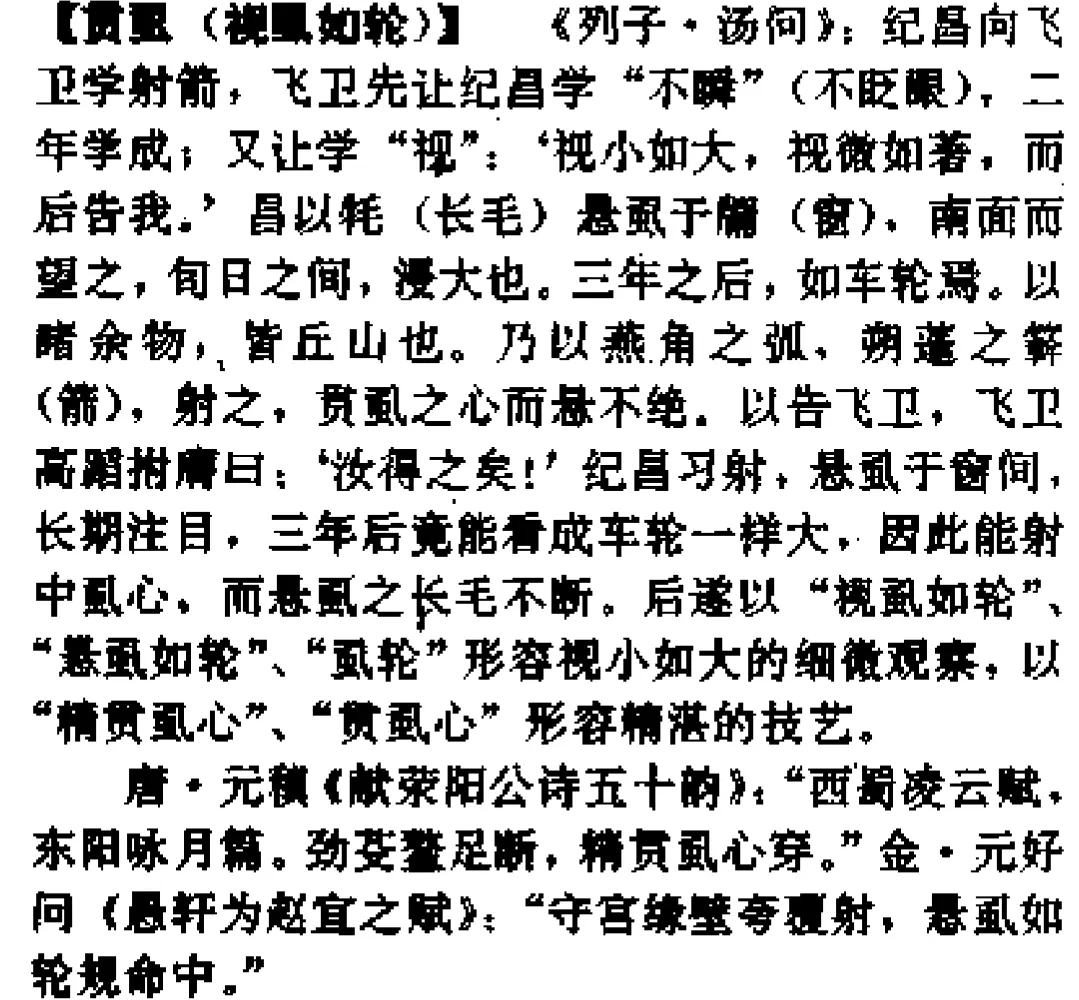 【贯虱（视虱如轮）】　《列子·汤问》：纪昌向飞
卫学射箭，飞卫先让纪昌学“不瞬”（不眨眼），二
年学成；又让学“视”：‘视小如大，视微如著，而
后告我。’昌以牦（长毛）悬虱于牖（窗），南面而
望之，旬日之间，浸大也。三年之后，如车轮焉。以
睹余物，皆丘山也。乃以燕角之弧、朔蓬之簳
（箭），射之，贯虱之心而悬不绝。以告飞卫，飞卫
高蹈拊膺曰：‘汝得之矣！’纪昌习射，悬虱于窗间，
长期注目，三年后竟能看成车轮一样大，因此能射
中虱心，而悬虱之长毛不断。后遂以“视虱如轮”、
“悬虱如轮”、“虱轮”形容视小如大的细微观察，以
“精贯虱心”、“贯虱心”形容精湛的技艺。
唐·元稹《献荥阳公诗五十韵》：“西蜀凌云赋，
东阳咏月篇。劲芟鳌足断，精贯虱心穿。”金·元好
问《愚轩为赵宜之赋》：“守宫缘壁夸覆射，悬虱如
轮规命中。”